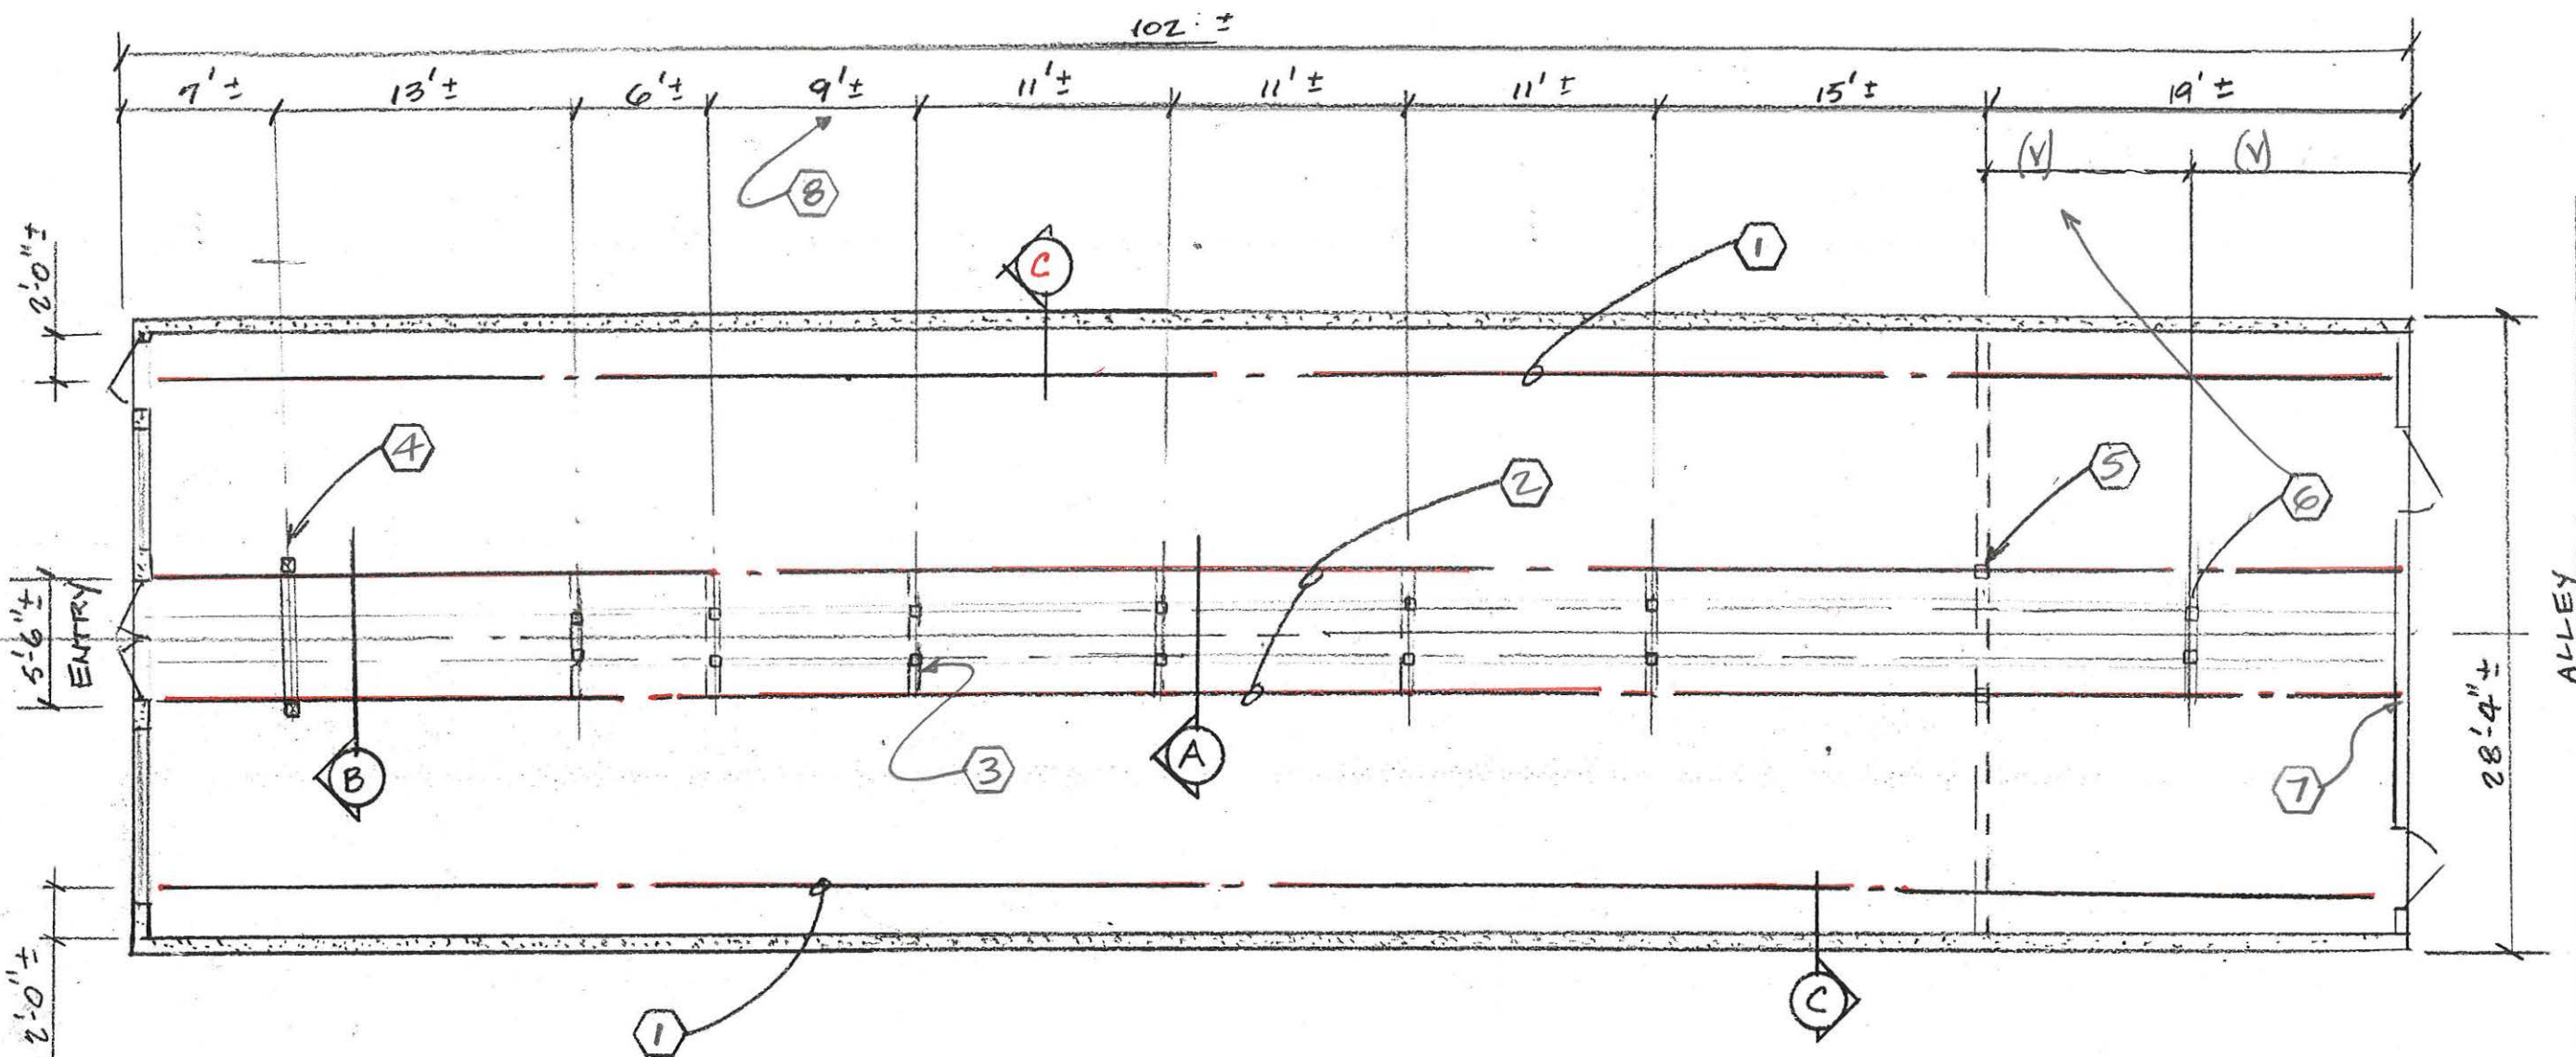 102' ±
7'± 13'± 6'± 9'± 11'± 11'± 11'± 15'± 19'±
(V) (V)
8
C
1
2'-0"±
4
2
5
6
5'-6"±
ENTRY
ALLEY
3
A
B
7
28'-4"±
2'-0"±
1
C